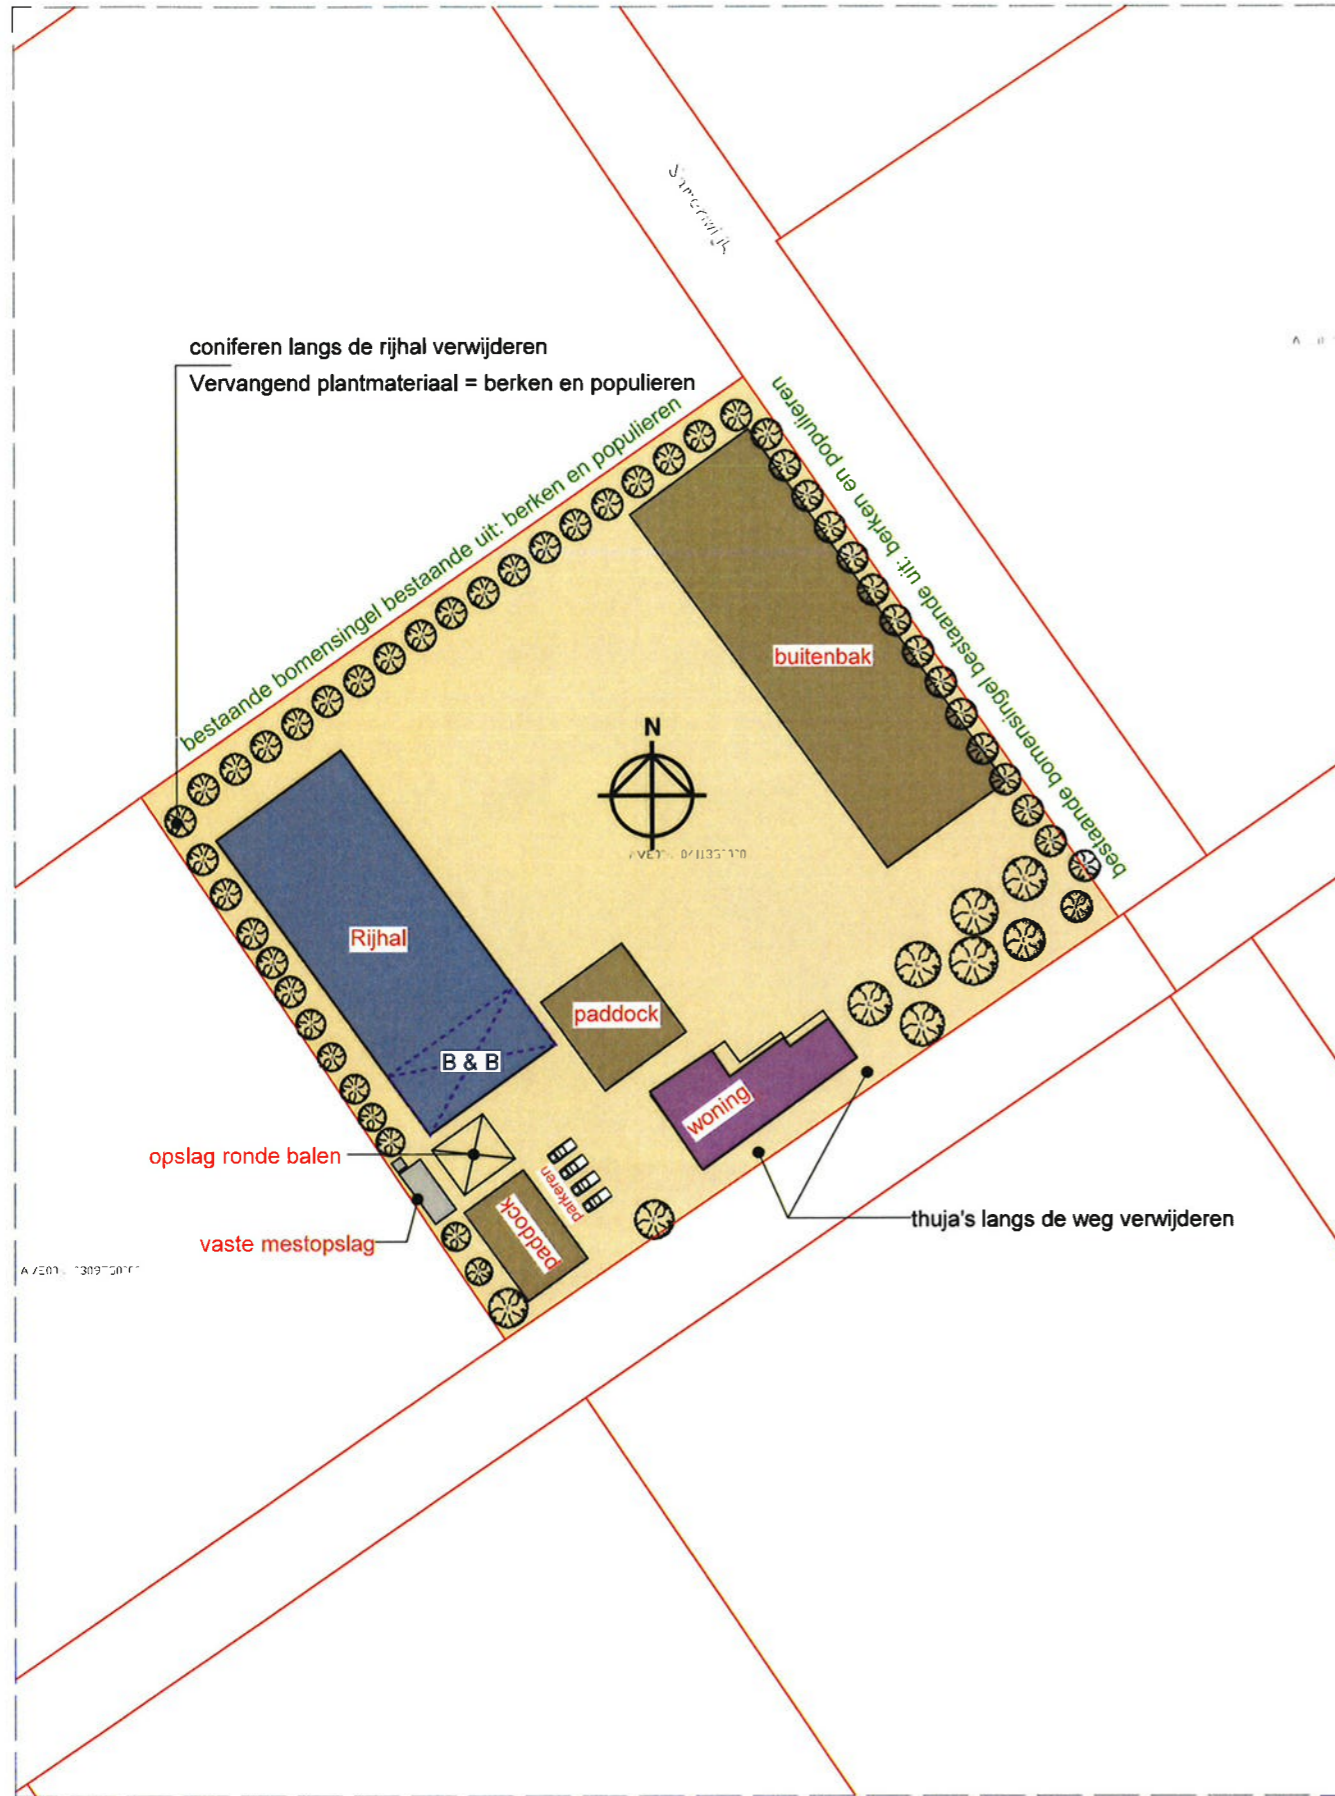 coniferen langs de rijhal verwijderen
Vervangend plantmateriaal = berken en populieren
bestaande bomensingel bestaande uit: berken en populieren
bestaande bomensingel bestaande uit: berken en populieren
buitenbak
N
Rijhal
paddock
B & B
woning
opslag ronde balen
parkeren
paddock
vaste mestopslag
thuja's langs de weg verwijderen